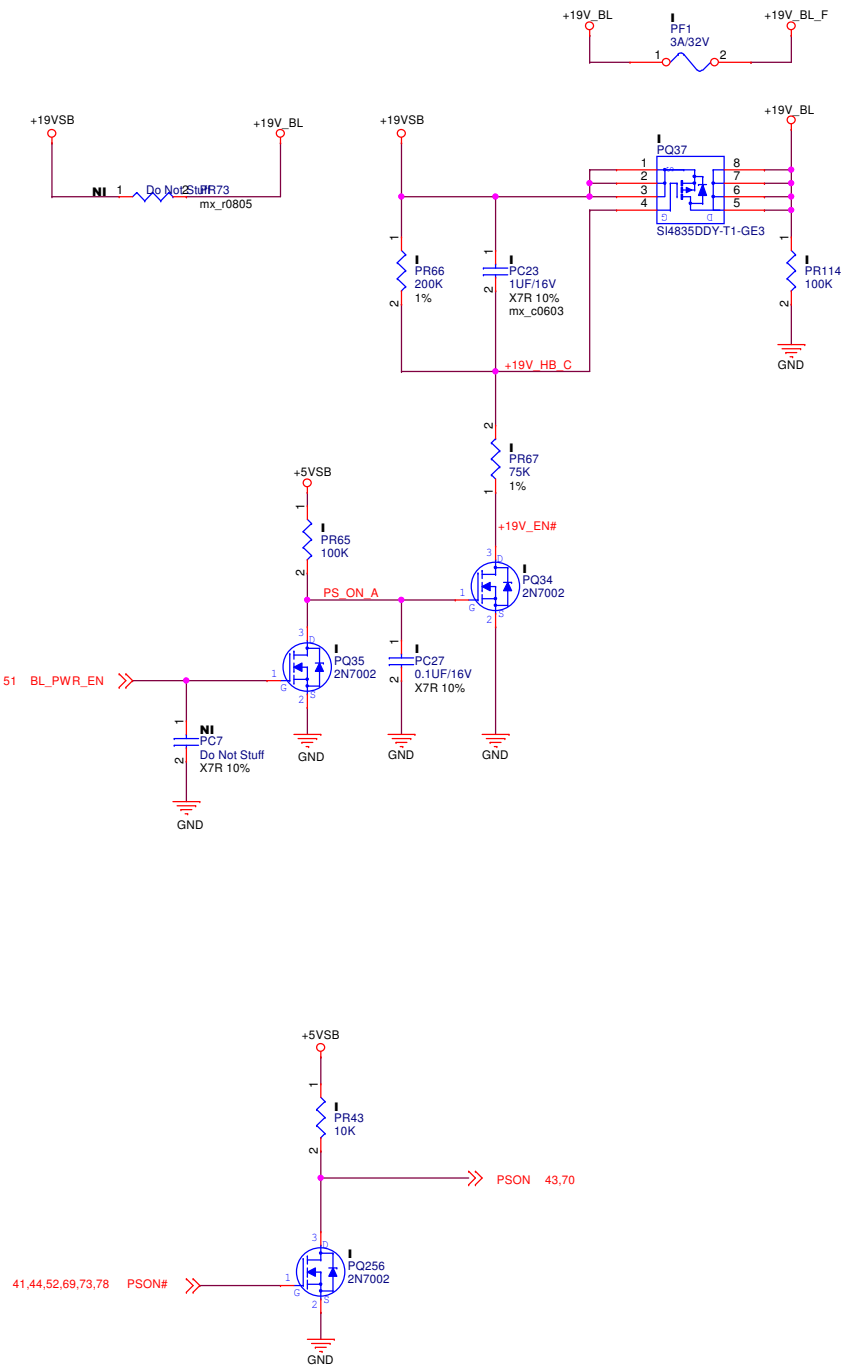 +19V_BL
I
PF1
3A/32V
+19V_BL_F
1
2
+19VSB
+19V_BL
NI
1
Do Not Stuff
2
PR73
mx_r0805
+19VSB
I
PQ37
+19V_BL
1
2
3
4
8
7
6
5
G
D
SI4835DDY-T1-GE3
1
I
PR66
200K
1%
2
1
I
PC23
1UF/16V
X7R 10%
mx_c0603
2
1
I
PR114
100K
2
GND
+19V_HB_C
2
I
PR67
75K
1%
1
+19V_EN#
+5VSB
1
I
PR65
100K
2
PS_ON_A
3
D
1
G
2
S
I
PQ34
2N7002
3
D
1
G
2
S
I
PQ35
2N7002
1
I
PC27
0.1UF/16V
X7R 10%
2
51 BL_PWR_EN
1
NI
PC7
Do Not Stuff
X7R 10%
2
GND
GND
GND
GND
+5VSB
1
I
PR43
10K
2
PSON 43,70
3
D
1
G
2
S
I
PQ256
2N7002
41,44,52,69,73,78 PSON#
GND